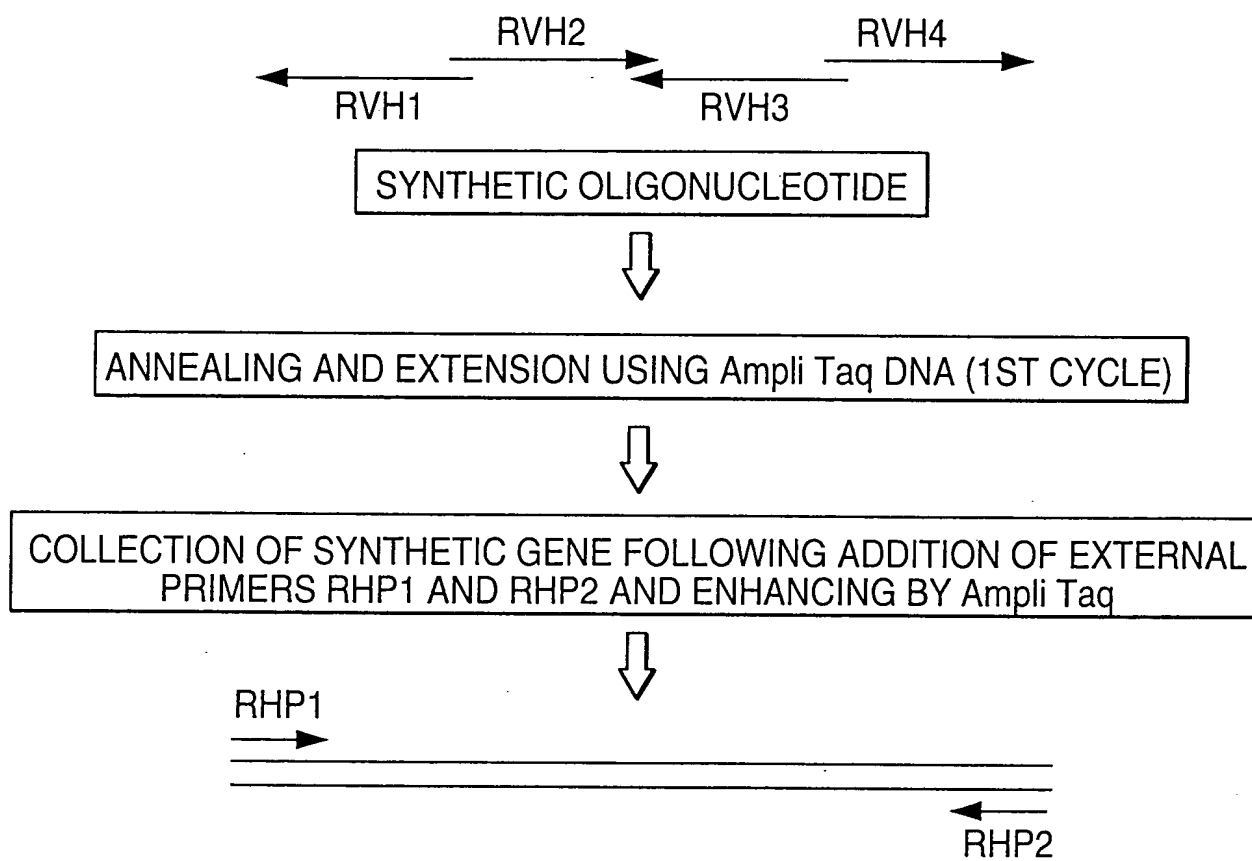 RVH2
RVH4
RVH1
RVH3
SYNTHETIC OLIGONUCLEOTIDE
ANNEALING AND EXTENSION USING Ampli Taq DNA (1ST CYCLE)
COLLECTION OF SYNTHETIC GENE FOLLOWING ADDITION OF EXTERNAL
PRIMERS RHP1 AND RHP2 AND ENHANCING BY Ampli Taq
RHP1
RHP2